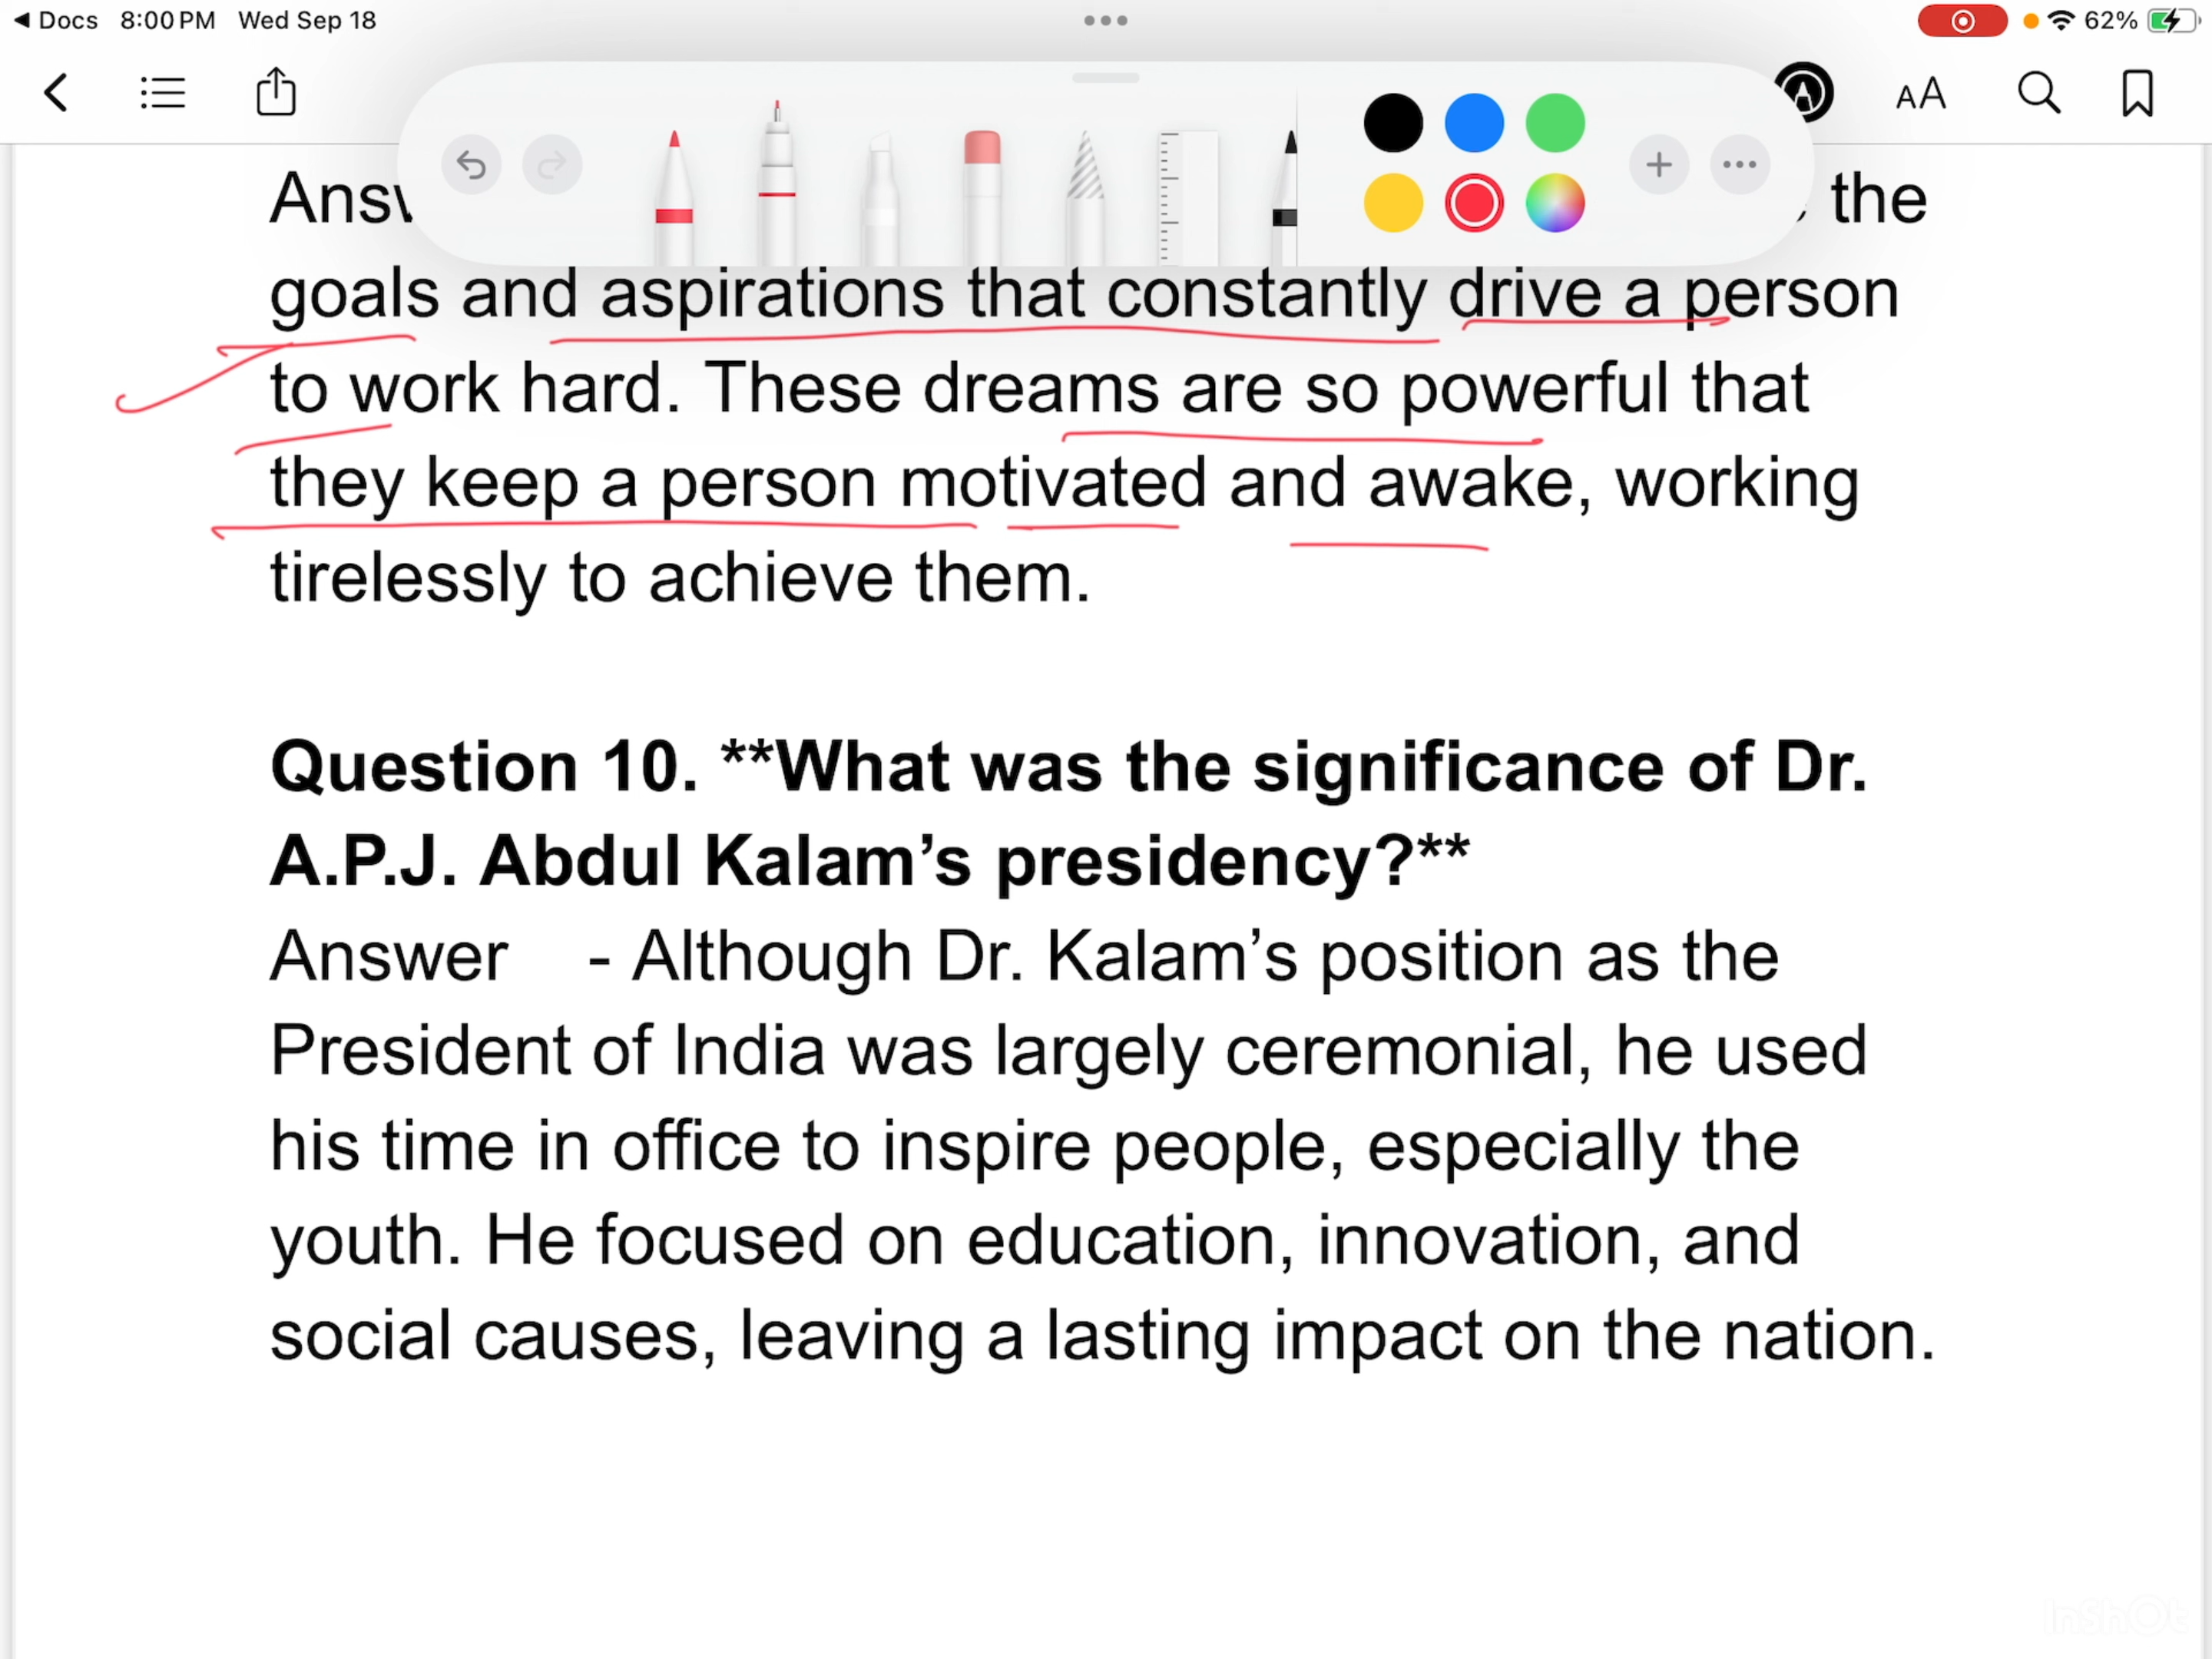 Docs 8:00 PM Wed Sep 18 62%
AA
the
goals and aspirations that constantly drive a person
to work hard. These dreams are so powerful that
they keep a person motivated and awake, working
tirelessly to achieve them.
Question 10. **What was the significance of Dr.
A.P.J. Abdul Kalam’s presidency?**
Answer - Although Dr. Kalam’s position as the
President of India was largely ceremonial, he used
his time in office to inspire people, especially the
youth. He focused on education, innovation, and
social causes, leaving a lasting impact on the nation.
InShOt